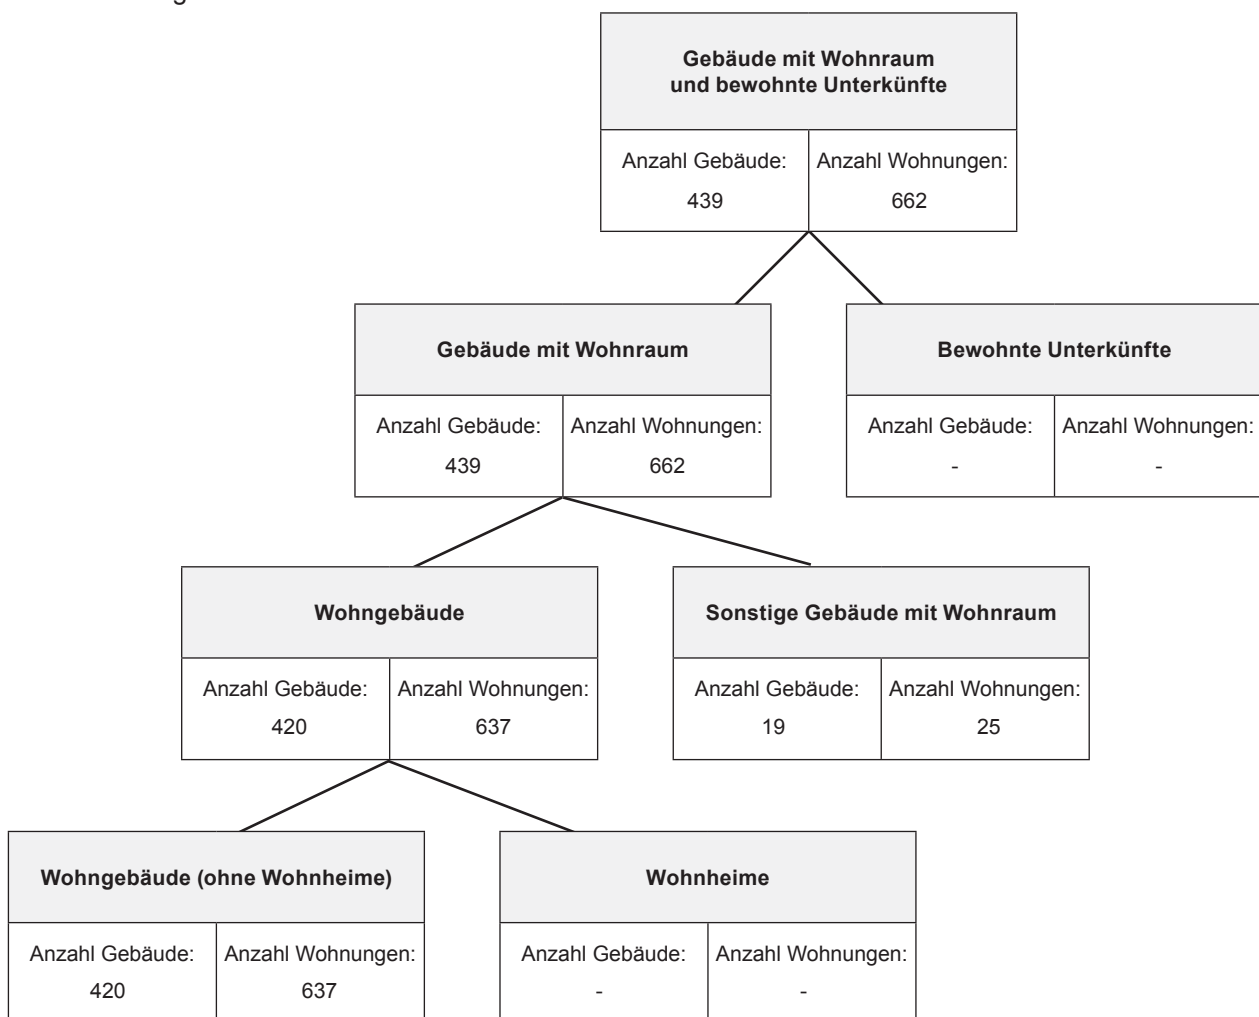 Gebäude mit Wohnraum
und bewohnte Unterkünfte
Anzahl Gebäude: Anzahl Wohnungen:
439 662
Gebäude mit Wohnraum
Anzahl Gebäude: Anzahl Wohnungen:
439 662
Bewohnte Unterkünfte
Anzahl Gebäude: Anzahl Wohnungen:
- -
Wohngebäude
Anzahl Gebäude: Anzahl Wohnungen:
420 637
Sonstige Gebäude mit Wohnraum
Anzahl Gebäude: Anzahl Wohnungen:
19 25
Wohngebäude (ohne Wohnheime)
Anzahl Gebäude: Anzahl Wohnungen:
420 637
Wohnheime
Anzahl Gebäude: Anzahl Wohnungen:
- -